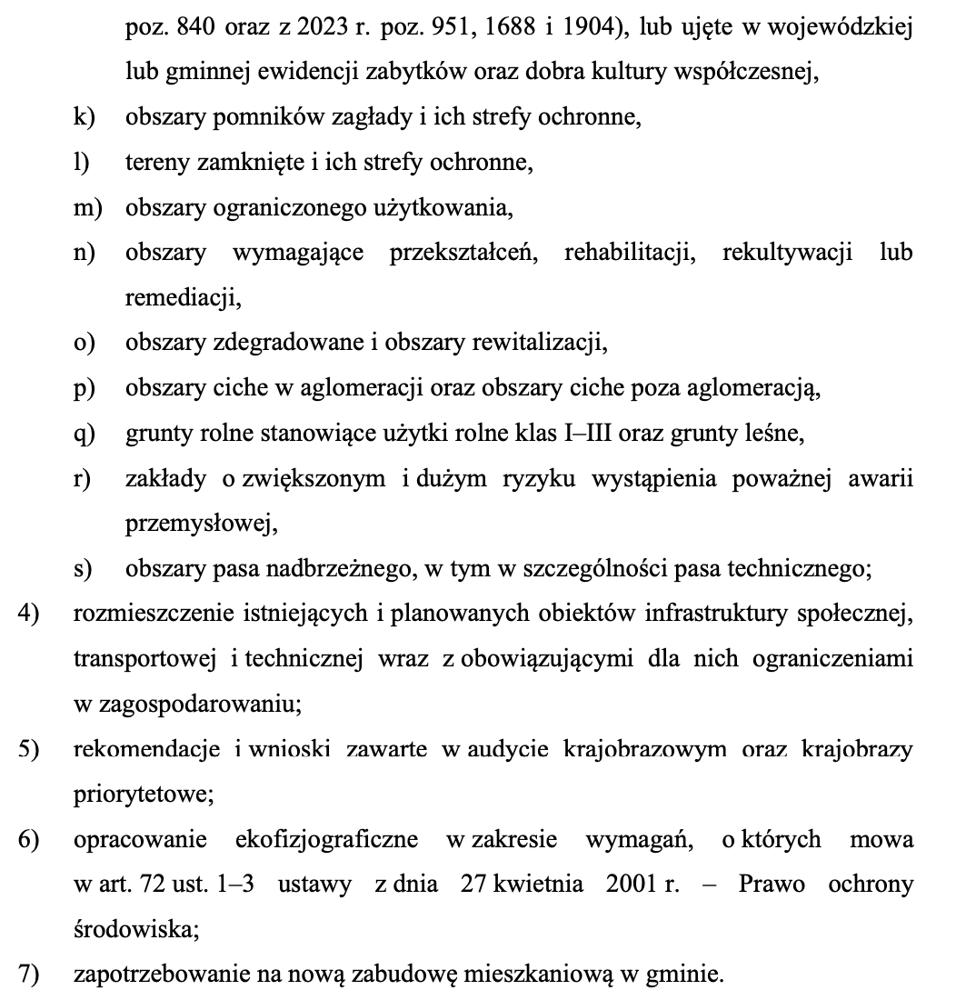 poz. 840 oraz z 2023 r. poz. 951, 1688 i 1904), lub ujęte w wojewódzkiej
lub gminnej ewidencji zabytków oraz dobra kultury współczesnej,
k) obszary pomników zagłady i ich strefy ochronne,
l) tereny zamknięte i ich strefy ochronne,
m) obszary ograniczonego użytkowania,
n) obszary wymagające przekształceń, rehabilitacji, rekultywacji lub
remediacji,
o) obszary zdegradowane i obszary rewitalizacji,
p) obszary ciche w aglomeracji oraz obszary ciche poza aglomeracją,
q) grunty rolne stanowiące użytki rolne klas I–III oraz grunty leśne,
r) zakłady o zwiększonym i dużym ryzyku wystąpienia poważnej awarii
przemysłowej,
s) obszary pasa nadbrzeżnego, w tym w szczególności pasa technicznego;
4) rozmieszczenie istniejących i planowanych obiektów infrastruktury społecznej,
transportowej i technicznej wraz z obowiązującymi dla nich ograniczeniami
w zagospodarowaniu;
5) rekomendacje i wnioski zawarte w audycie krajobrazowym oraz krajobrazy
priorytetowe;
6) opracowanie ekofizjograficzne w zakresie wymagań, o których mowa
w art. 72 ust. 1–3 ustawy z dnia 27 kwietnia 2001 r. – Prawo ochrony
środowiska;
7) zapotrzebowanie na nową zabudowę mieszkaniową w gminie.